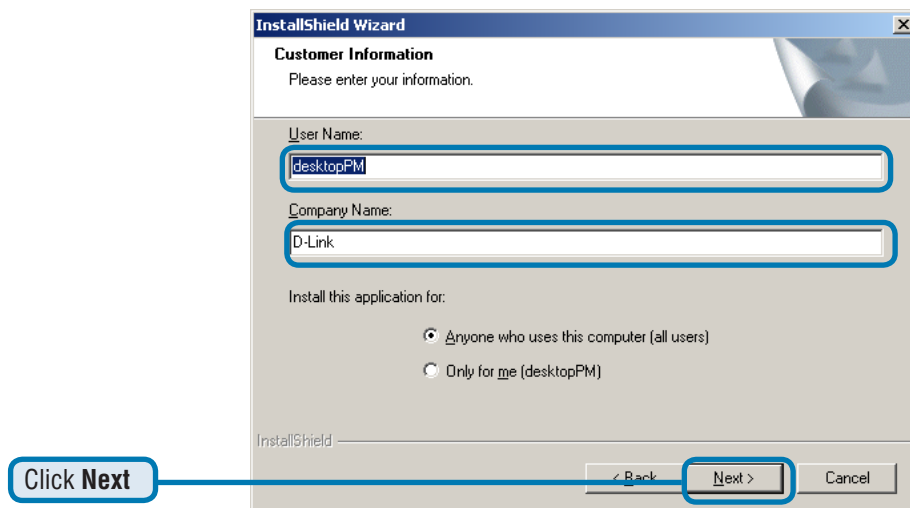 InstallShield Wizard
Customer Information
Please enter your information.
User Name:
desktopPM
Company Name:
D-Link
Install this application for:
Anyone who uses this computer (all users)
Only for me (desktopPM)
InstallShield
Click Next
< Back
Next >
Cancel